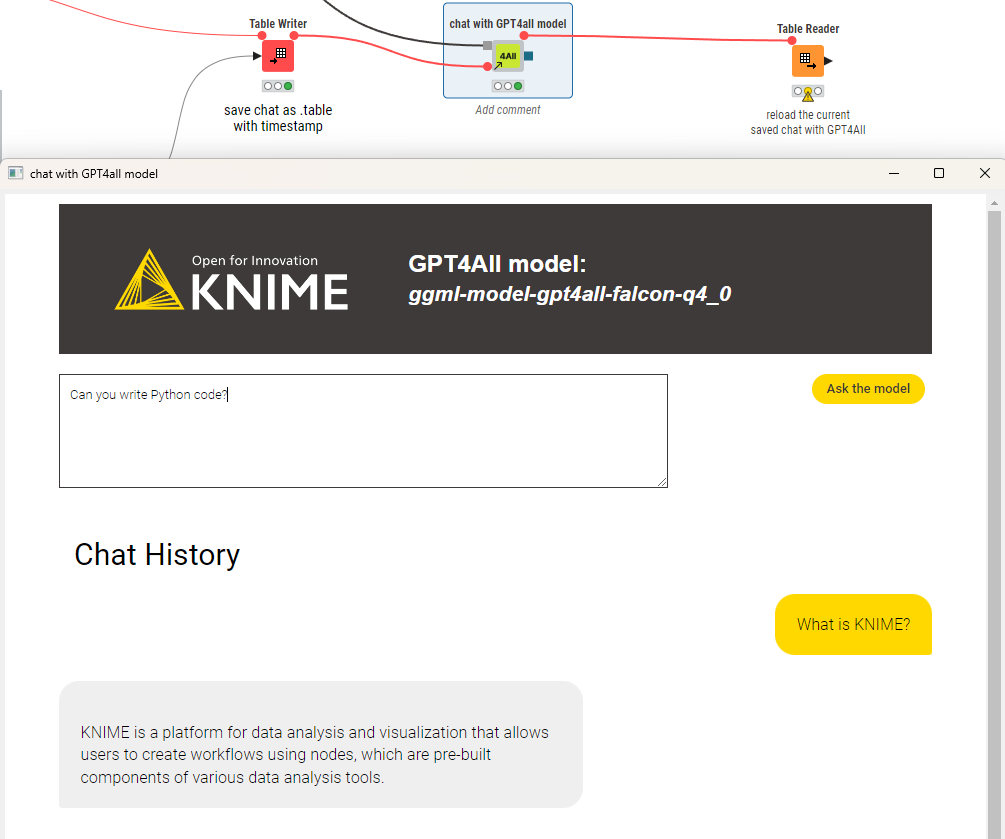 Table Writer
save chat as .table
with timestamp
chat with GPT4all model
4All
Add comment
Table Reader
reload the current
saved chat with GPT4All
chat with GPT4all model
Open for Innovation
KNIME
GPT4All model:
ggml-model-gpt4all-falcon-q4_0
Can you write Python code?
Ask the model
Chat History
What is KNIME?
KNIME is a platform for data analysis and visualization that allows
users to create workflows using nodes, which are pre-built
components of various data analysis tools.